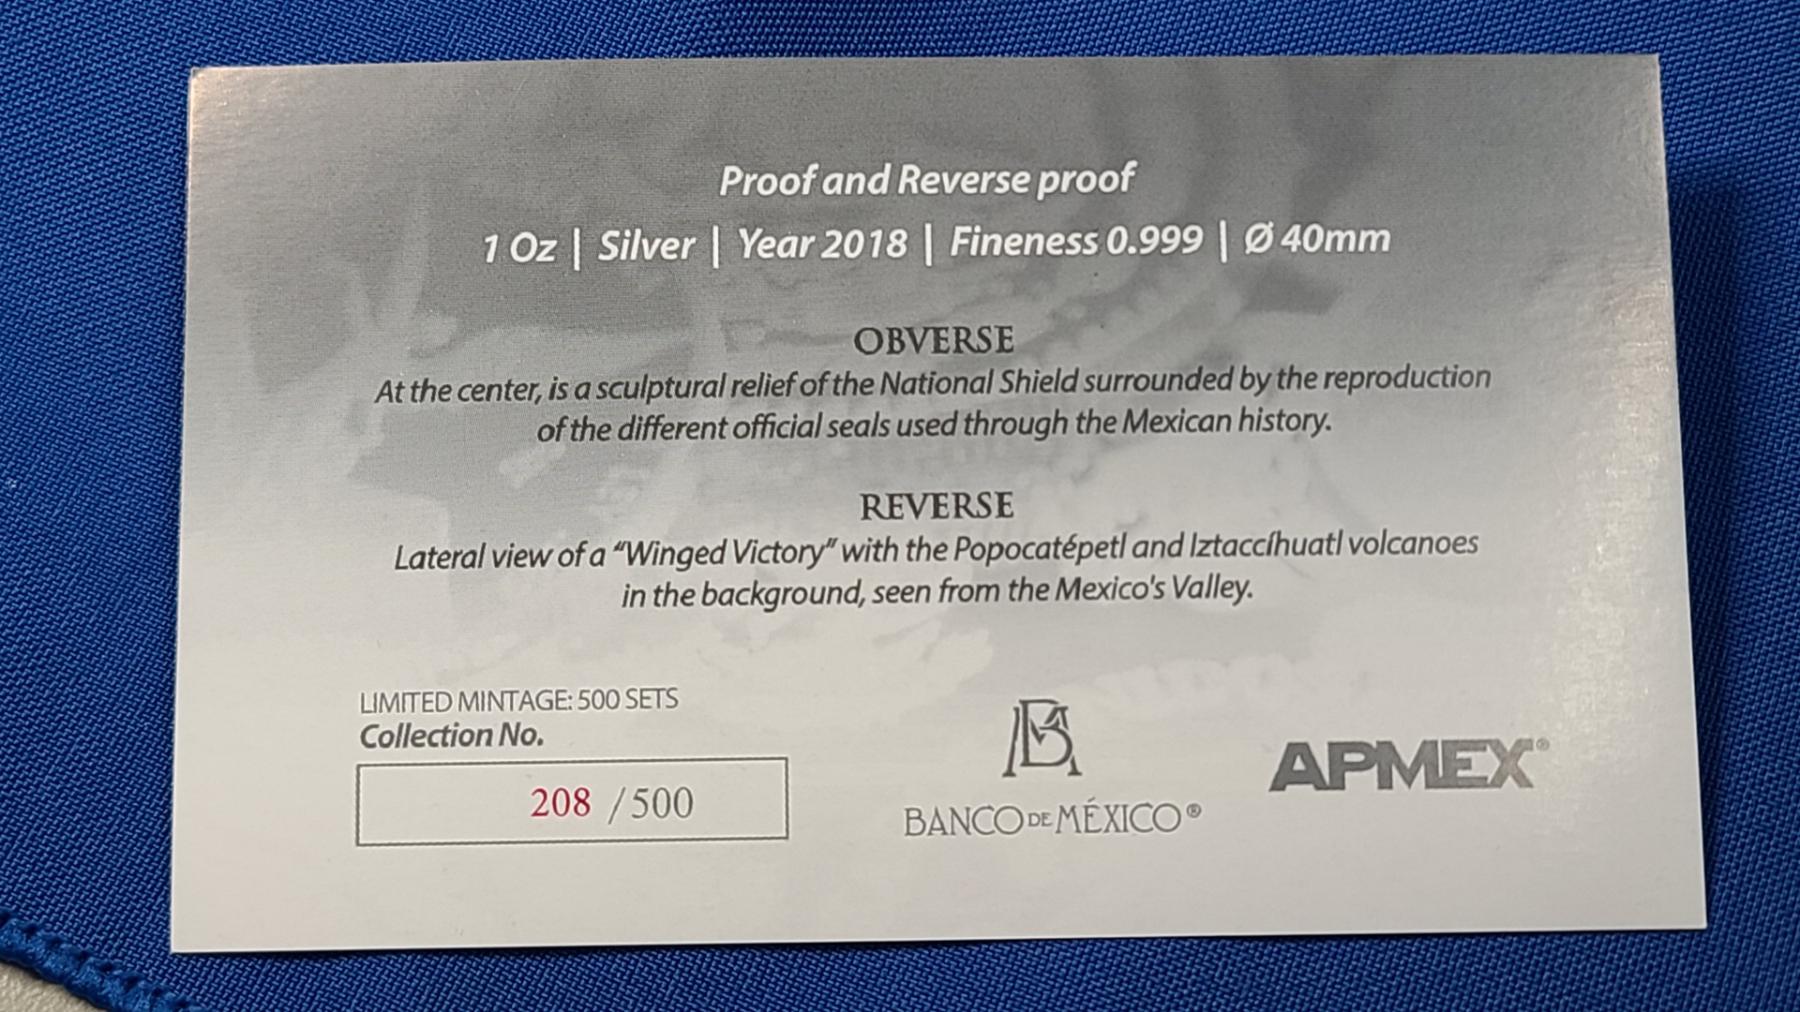 Proof and Reverse proof
1 Oz | Silver | Year 2018 | Fineness 0.999 | Ø 40mm
OBVERSE
At the center, is a sculptural relief of the National Shield surrounded by the reproduction
of the different official seals used through the Mexican history.
REVERSE
Lateral view of a “Winged Victory” with the Popocatépetl and Iztaccíhuatl volcanoes
in the background, seen from the Mexico's Valley.
LIMITED MINTAGE: 500 SETS
Collection No.
208 /500
BM
BANCO DE MÉXICO®
APMEX®